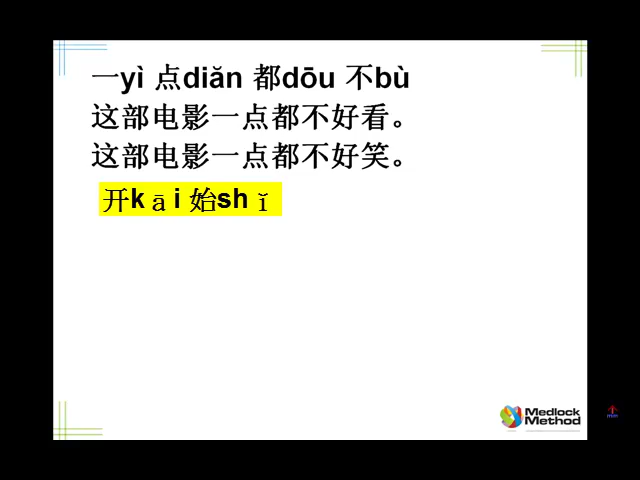 一yì 点diǎn 都dōu 不bù
这部电影一点都不好看。
这部电影一点都不好笑。
开kāi 始shǐ
Medlock
Method